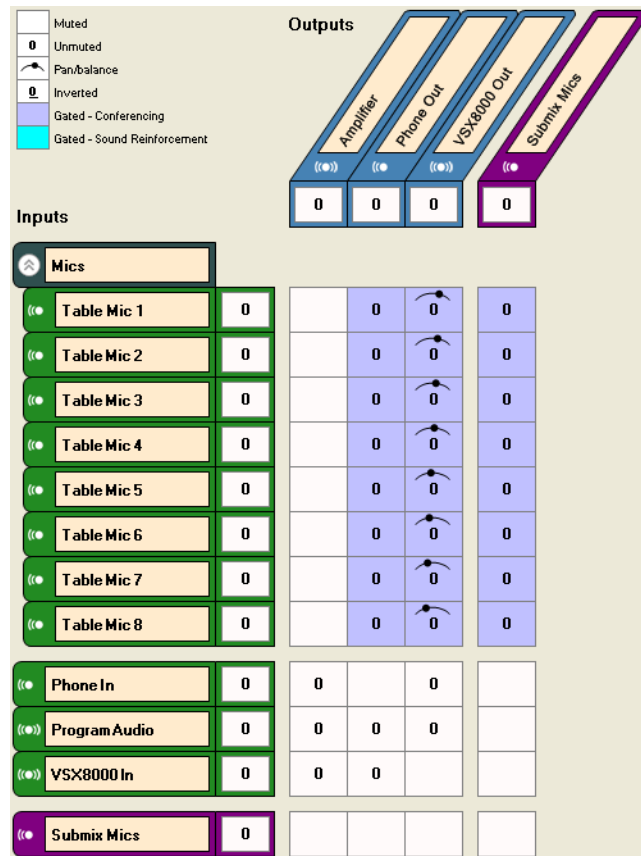 Muted
0 Unmuted
Pan/balance
0 Inverted
Gated - Conferencing
Gated - Sound Reinforcement
Outputs
Amplifier
Phone Out
VSX8000 Out
Submix Mics
0 0 0 0
Inputs
Mics
Table Mic 1 0 0 0 0
Table Mic 2 0 0 0 0
Table Mic 3 0 0 0 0
Table Mic 4 0 0 0 0
Table Mic 5 0 0 0 0
Table Mic 6 0 0 0 0
Table Mic 7 0 0 0 0
Table Mic 8 0 0 0 0
Phone In 0 0 0
Program Audio 0 0 0 0
VSX8000 In 0 0 0
Submix Mics 0